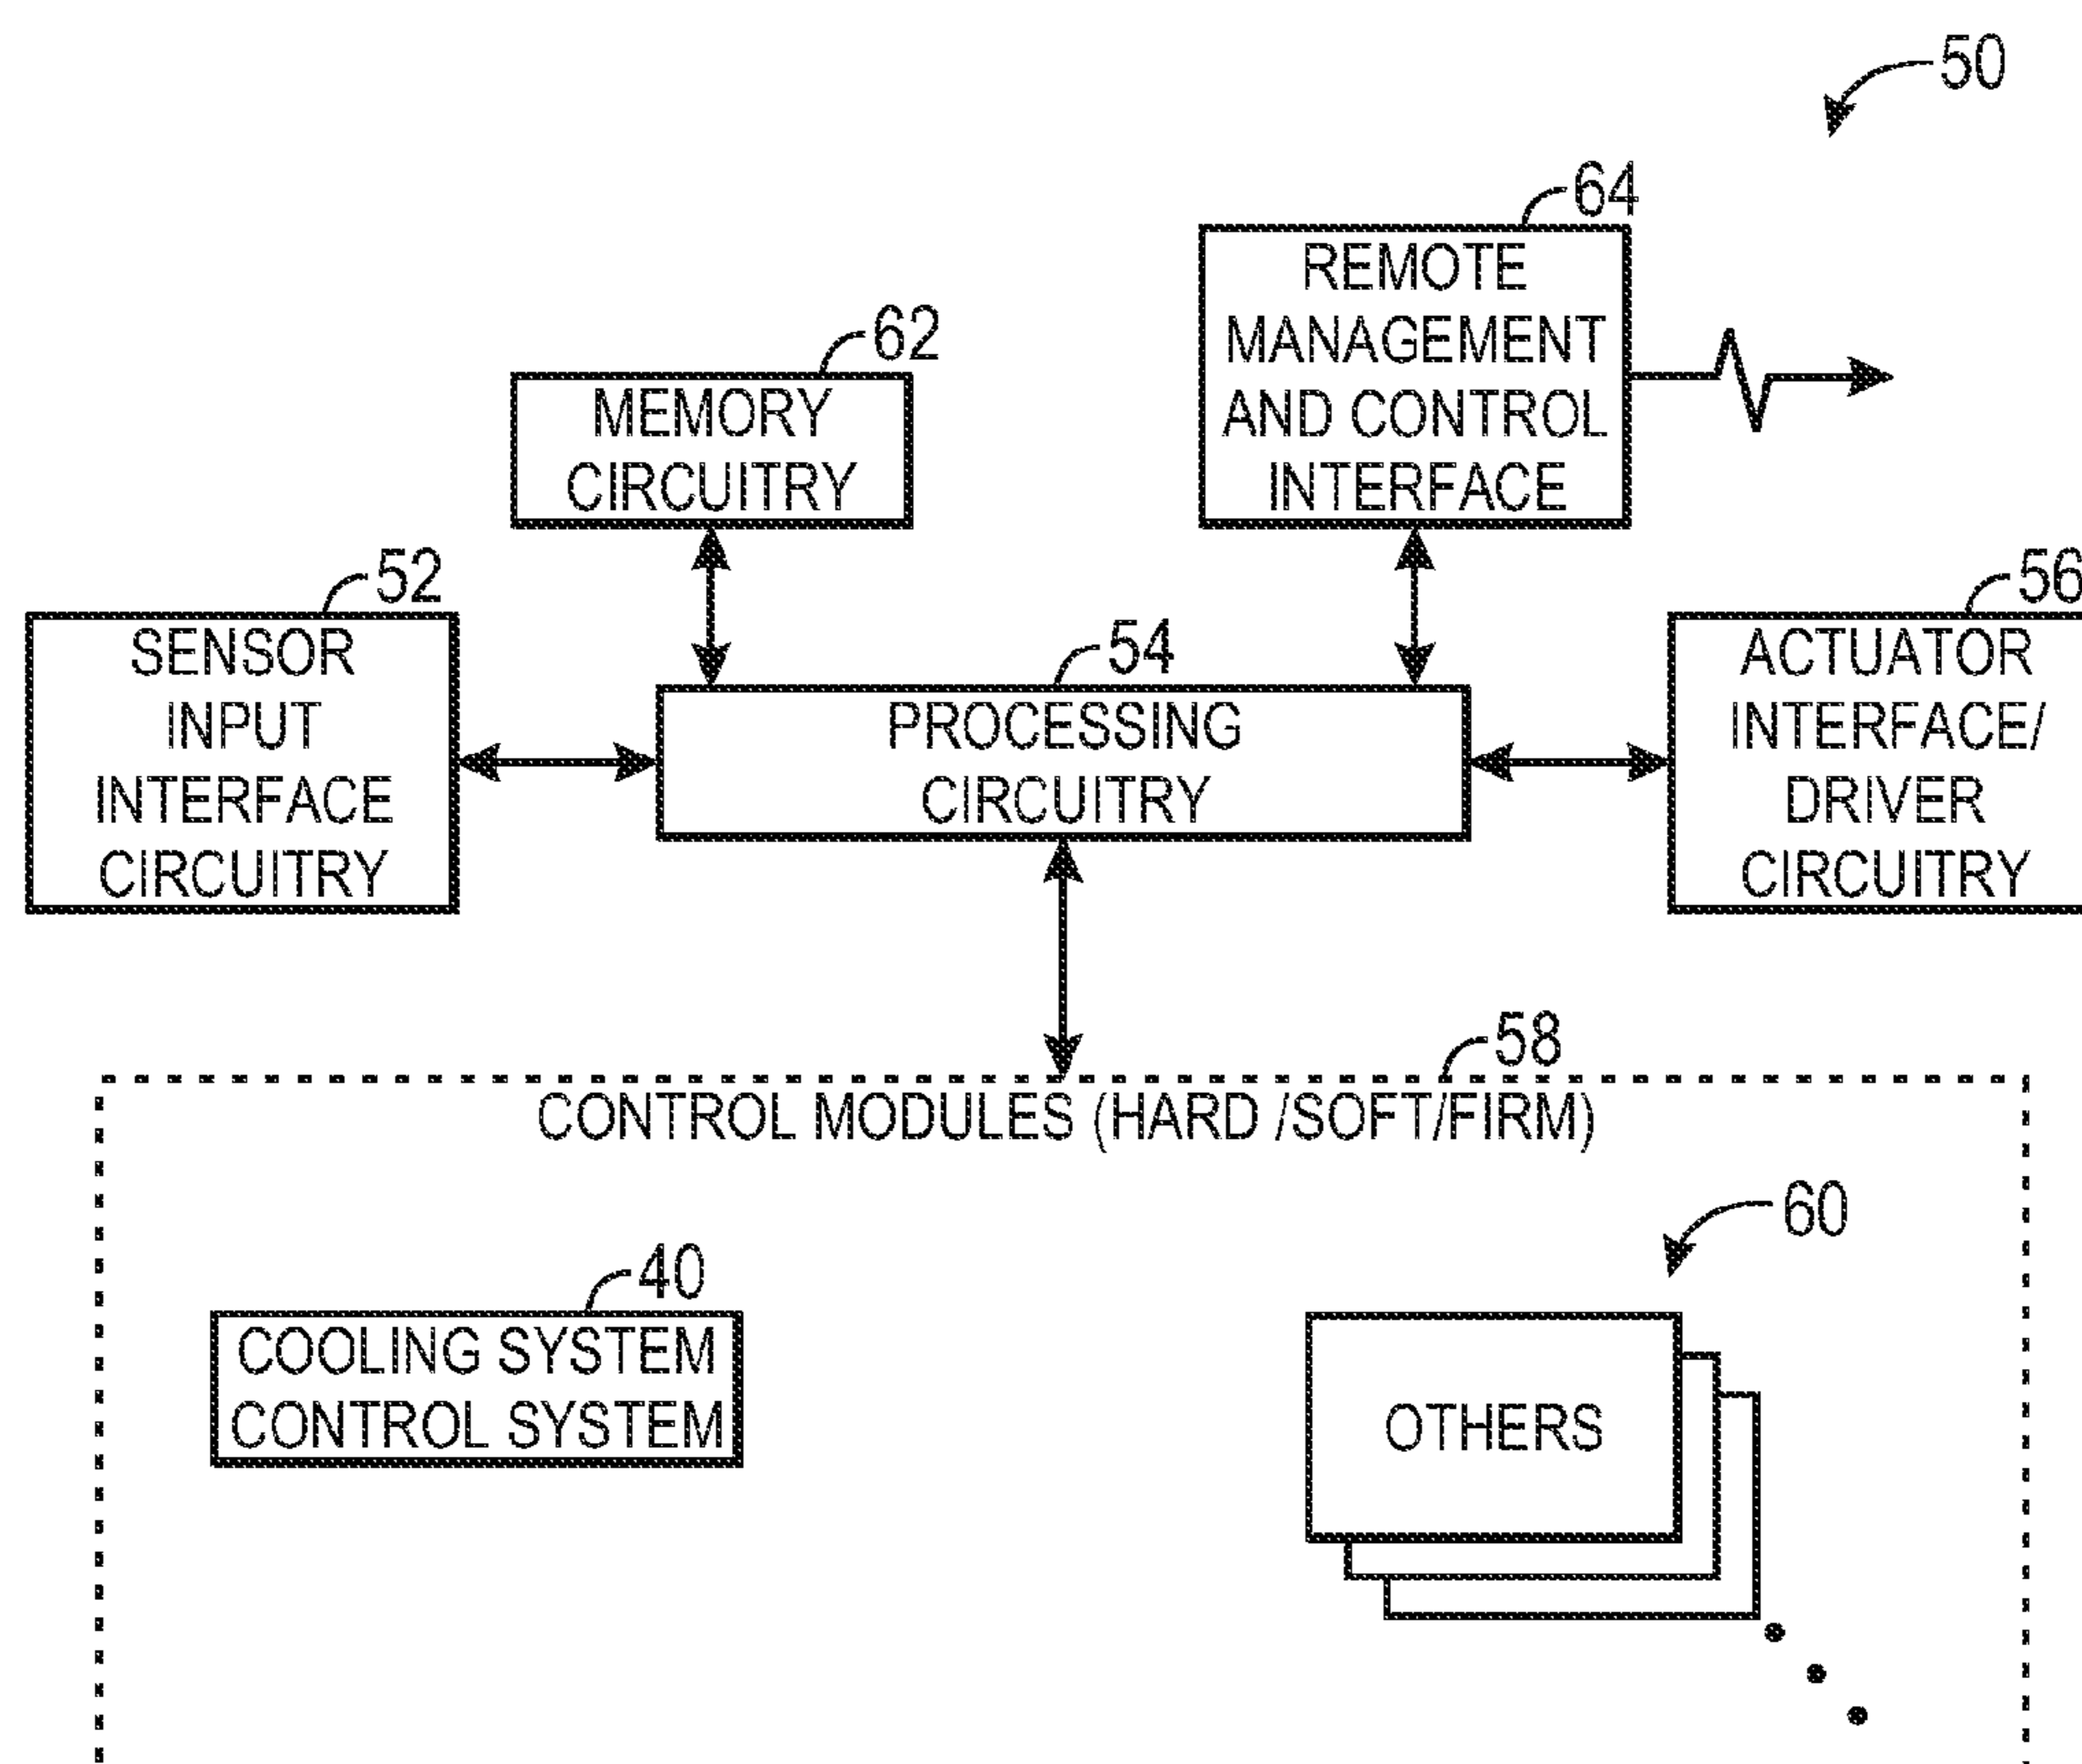 50
64
REMOTE
MANAGEMENT
AND CONTROL
INTERFACE
62
MEMORY
CIRCUITRY
52
SENSOR
INPUT
INTERFACE
CIRCUITRY
54
PROCESSING
CIRCUITRY
56
ACTUATOR
INTERFACE/
DRIVER
CIRCUITRY
58
CONTROL MODULES (HARD /SOFT/FIRM)
40
COOLING SYSTEM
CONTROL SYSTEM
60
OTHERS